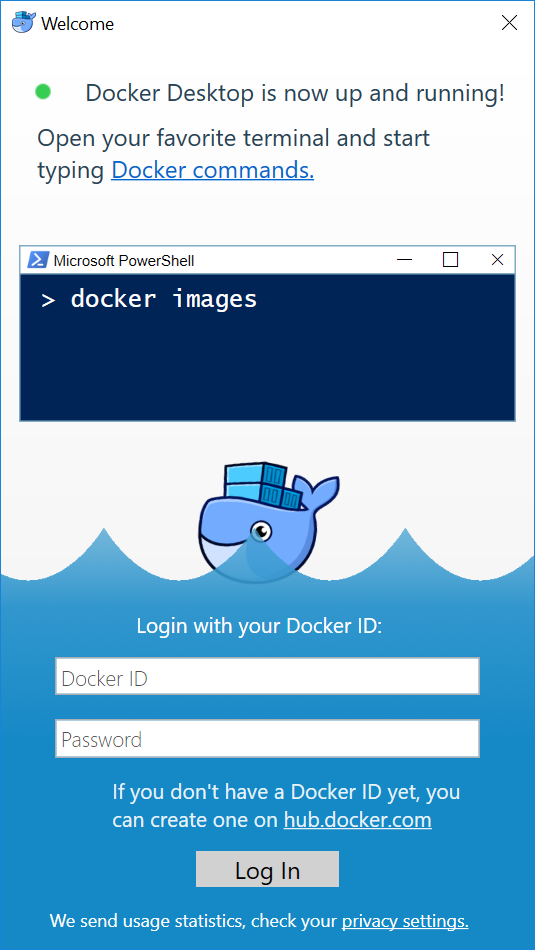 Welcome
Docker Desktop is now up and running!
Open your favorite terminal and start
typing Docker commands.
Microsoft PowerShell
> docker images
Login with your Docker ID:
Docker ID
Password
If you don't have a Docker ID yet, you
can create one on hub.docker.com
Log In
We send usage statistics, check your privacy settings.